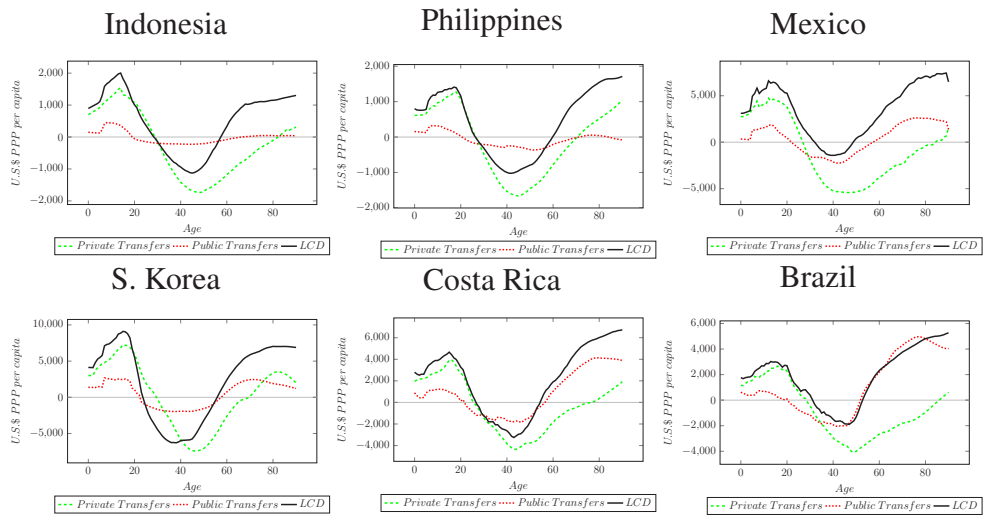 Indonesia
Philippines
Mexico
U.S.$ PPP per capita
2,000
1,000
0
−1,000
−2,000
0 20 40 60 80
Age
Private Transfers Public Transfers LCD
U.S.$ PPP per capita
2,000
1,000
0
−1,000
−2,000
0 20 40 60 80
Age
Private Transfers Public Transfers LCD
U.S.$ PPP per capita
5,000
0
−5,000
0 20 40 60 80
Age
Private Transfers Public Transfers LCD
S. Korea
Costa Rica
Brazil
U.S.$ PPP per capita
10,000
5,000
0
−5,000
0 20 40 60 80
Age
Private Transfers Public Transfers LCD
U.S.$ PPP per capita
6,000
4,000
2,000
0
−2,000
−4,000
0 20 40 60 80
Age
Private Transfers Public Transfers LCD
U.S.$ PPP per capita
6,000
4,000
2,000
0
−2,000
−4,000
0 20 40 60 80
Age
Private Transfers Public Transfers LCD